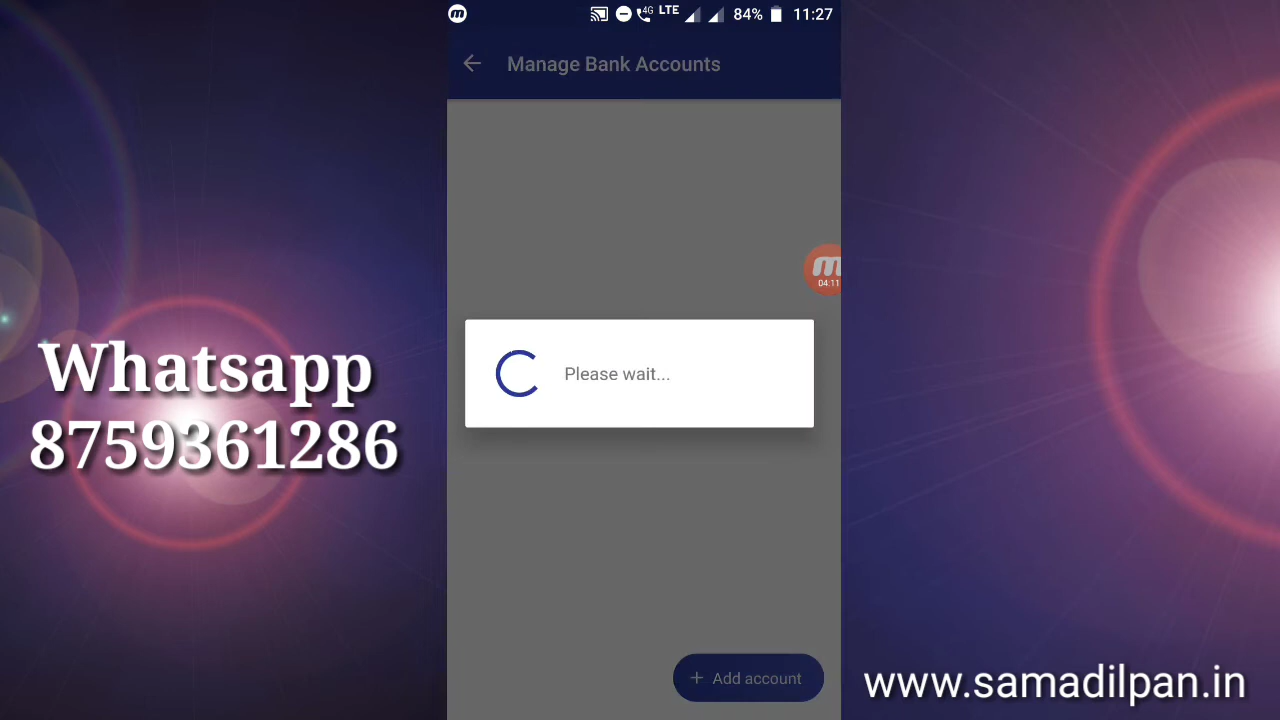 4G LTE 84% 11:27
Manage Bank Accounts
m
04:11
Please wait...
Whatsapp
8759361286
+ Add account
www.samadilpan.in